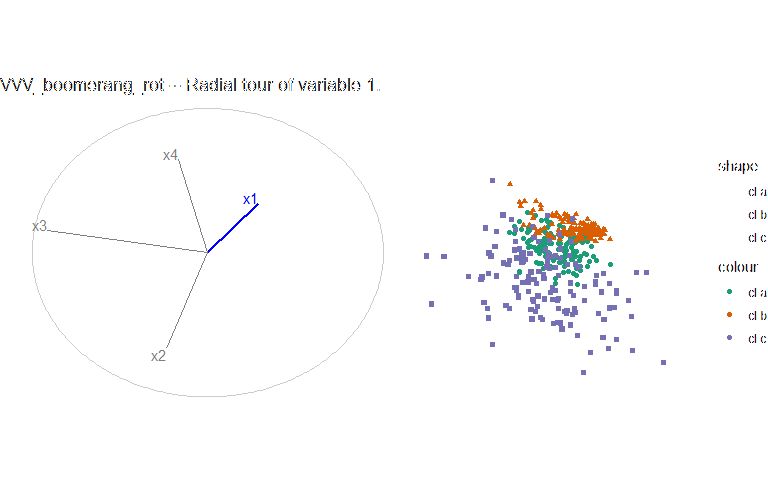 VVV_boomerang_rot -- Radial tour of variable 1.
x4
x1
x3
x2
shape
cl a
cl b
cl c
colour
cl a
cl b
cl c